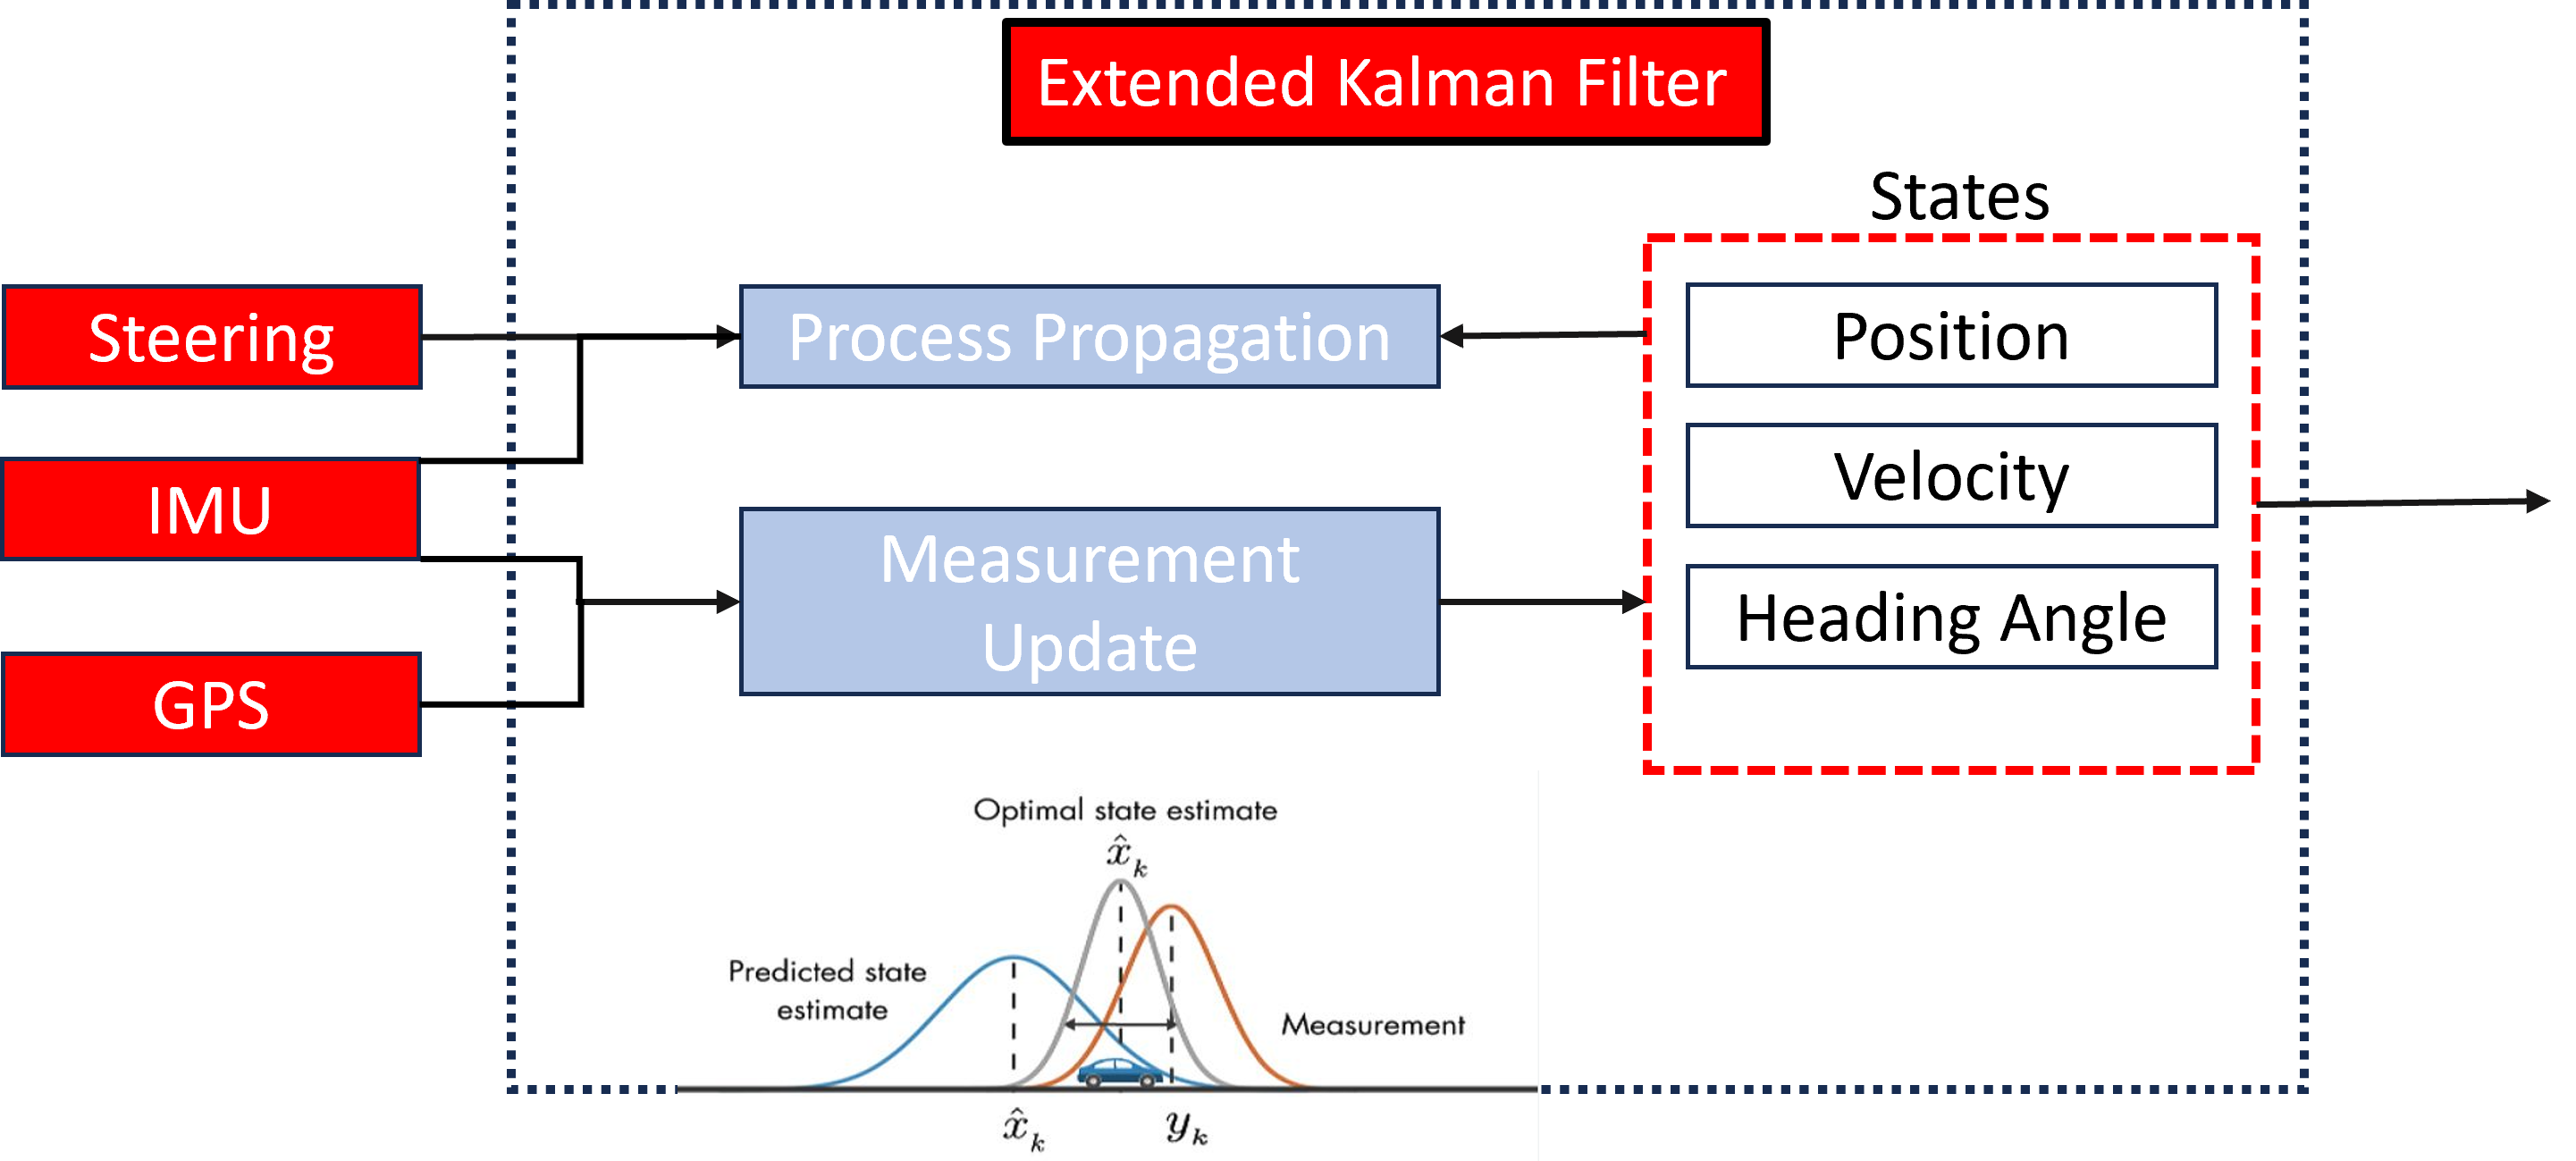 Extended Kalman Filter
States
Steering
Process Propagation
Position
IMU
Velocity
Measurement
Update
Heading Angle
GPS
Optimal state estimate
x̂ₖ
Predicted state
estimate
Measurement
x̂ₖ
yₖ